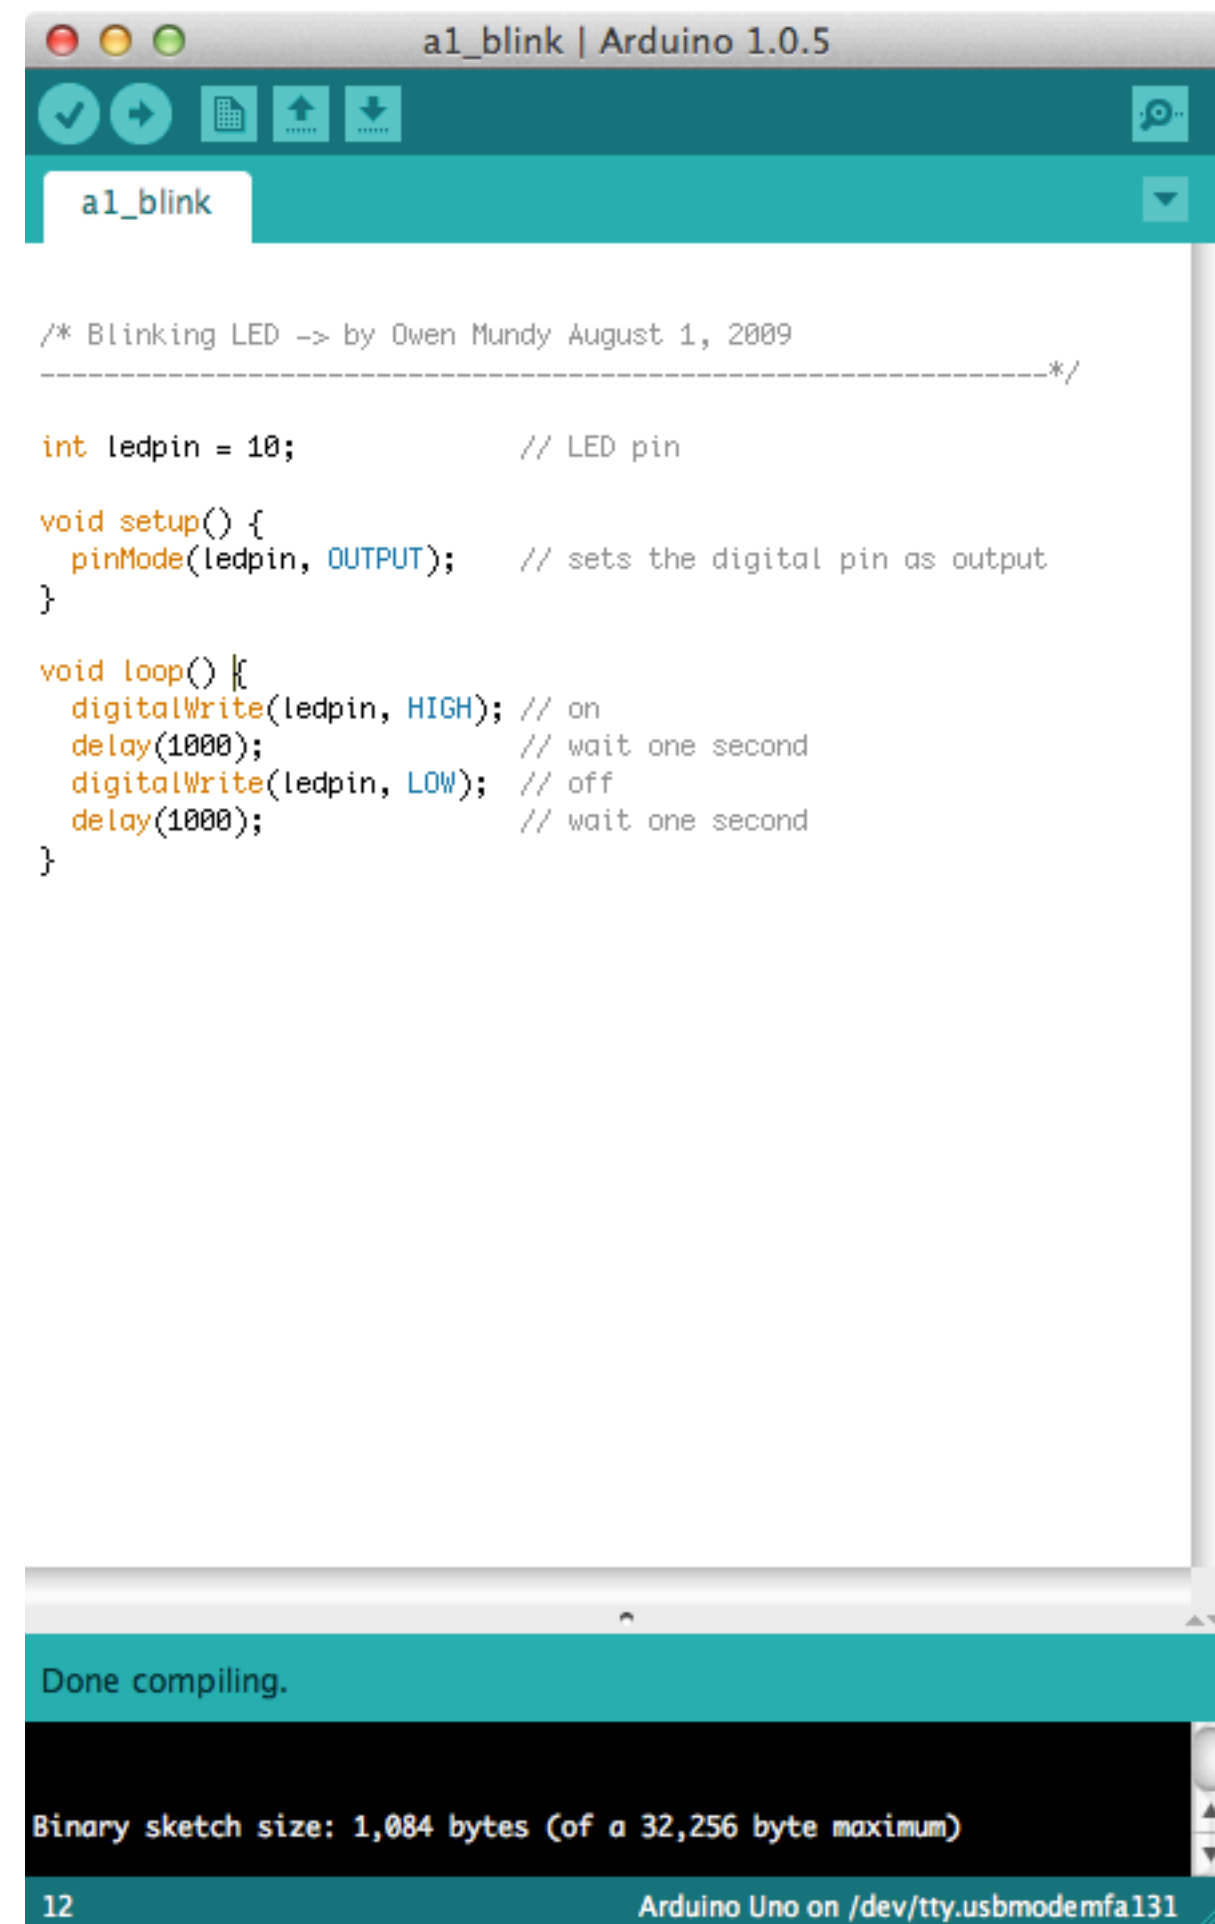 a1_blink | Arduino 1.0.5
a1_blink
/* Blinking LED -> by Owen Mundy August 1, 2009
---------------------------------------------------------------*/
int ledpin = 10;              // LED pin
void setup() {
  pinMode(ledpin, OUTPUT);    // sets the digital pin as output
}
void loop() {
  digitalWrite(ledpin, HIGH); // on
  delay(1000);                // wait one second
  digitalWrite(ledpin, LOW);  // off
  delay(1000);                // wait one second
}
Done compiling.
Binary sketch size: 1,084 bytes (of a 32,256 byte maximum)
12 Arduino Uno on /dev/tty.usbmodemfa131